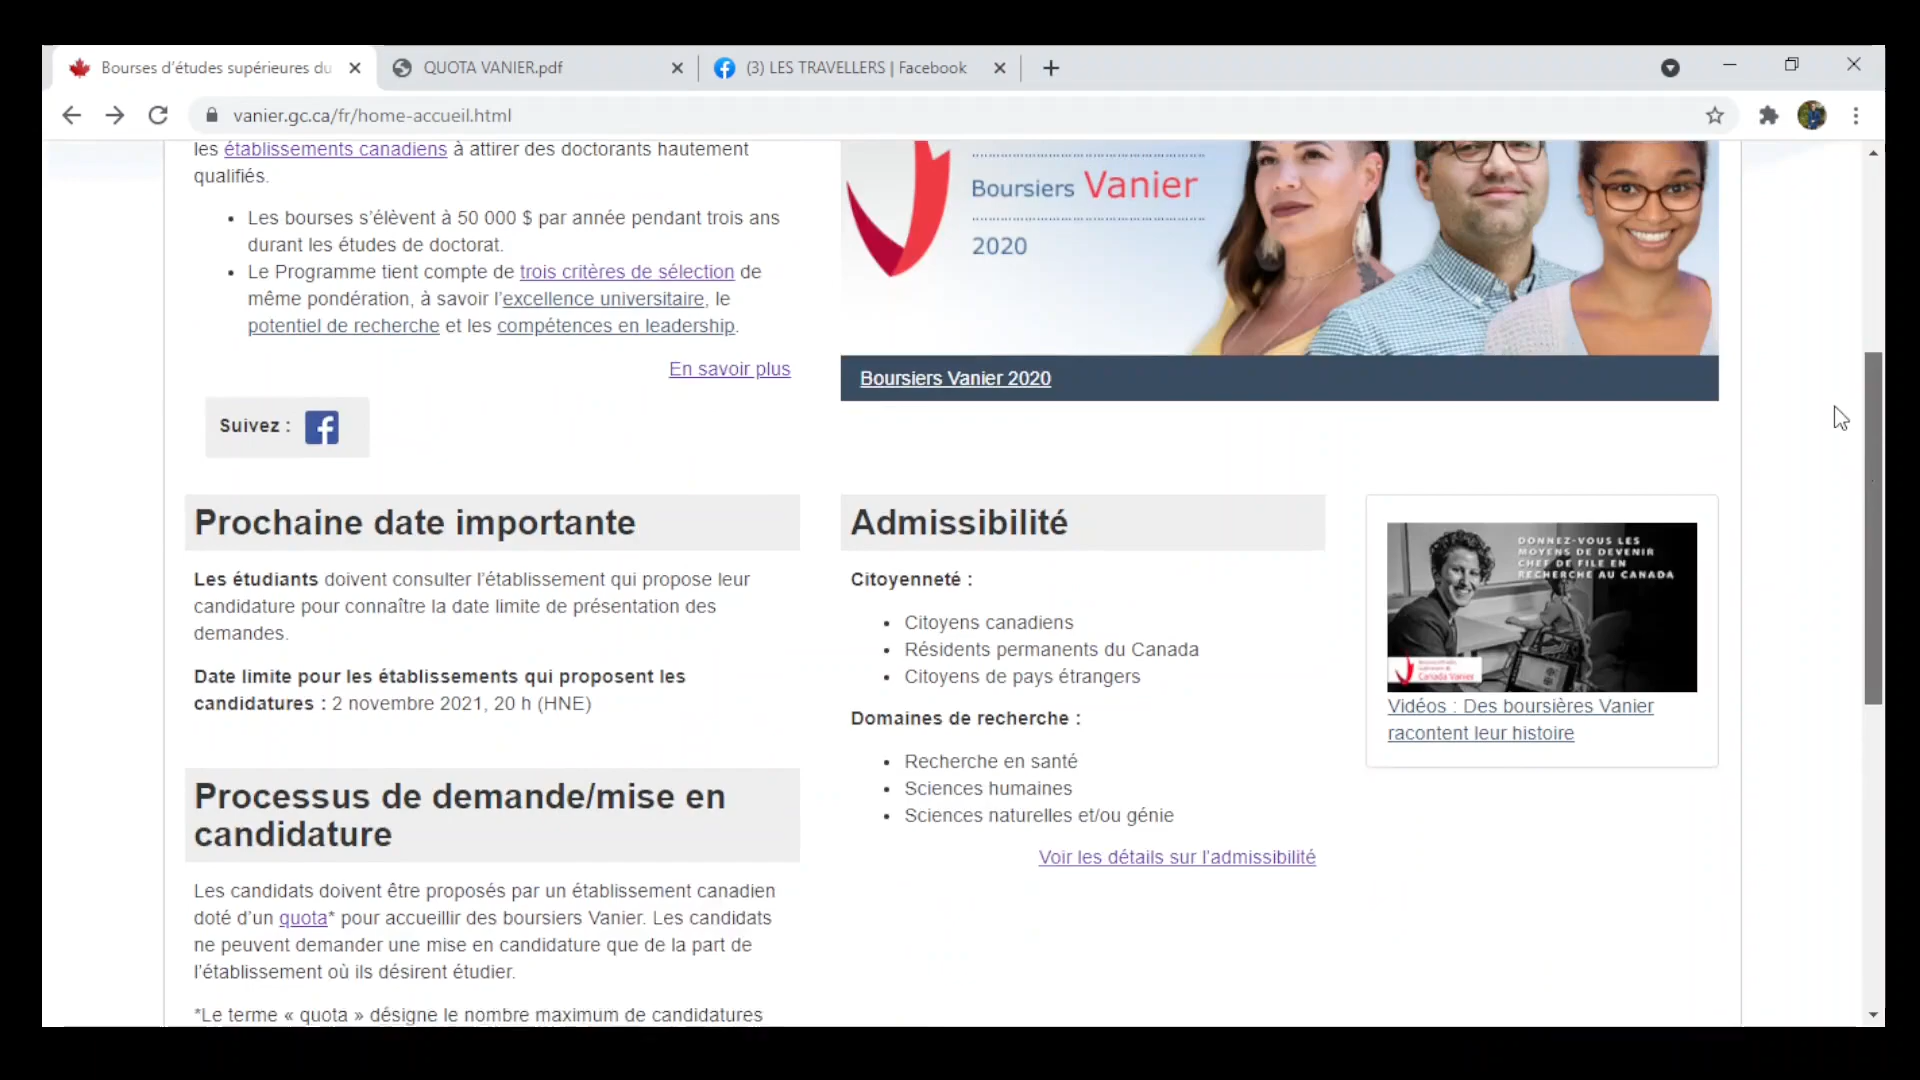 Bourses d'études supérieures du
QUOTA VANIER.pdf
(3) LES TRAVELLERS | Facebook
vanier.gc.ca/fr/home-accueil.html
les établissements canadiens à attirer des doctorants hautement
qualifiés.
• Les bourses s'élèvent à 50 000 $ par année pendant trois ans
durant les études de doctorat.
• Le Programme tient compte de trois critères de sélection de
même pondération, à savoir l'excellence universitaire, le
potentiel de recherche et les compétences en leadership.
En savoir plus
Suivez :
Boursiers Vanier
2020
Boursiers Vanier 2020
Prochaine date importante
Les étudiants doivent consulter l'établissement qui propose leur
candidature pour connaître la date limite de présentation des
demandes.
Date limite pour les établissements qui proposent les
candidatures : 2 novembre 2021, 20 h (HNE)
Processus de demande/mise en
candidature
Les candidats doivent être proposés par un établissement canadien
doté d'un quota* pour accueillir des boursiers Vanier. Les candidats
ne peuvent demander une mise en candidature que de la part de
l'établissement où ils désirent étudier.
*Le terme « quota » désigne le nombre maximum de candidatures
Admissibilité
Citoyenneté :
• Citoyens canadiens
• Résidents permanents du Canada
• Citoyens de pays étrangers
Domaines de recherche :
• Recherche en santé
• Sciences humaines
• Sciences naturelles et/ou génie
Voir les détails sur l'admissibilité
DONNEZ-VOUS LES
MOYENS DE DEVENIR
CHEF DE FILE EN
RECHERCHE AU CANADA
Canada Vanier
Vidéos : Des boursières Vanier
racontent leur histoire